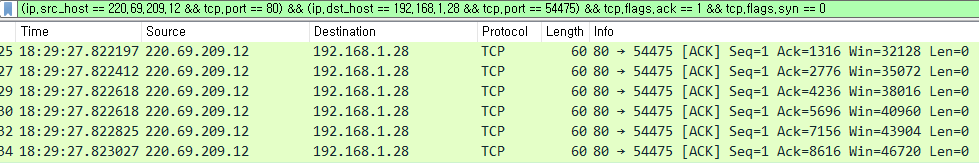 (ip,src_host == 220,69,209,12 && tcp,port == 80) && (ip,dst_host == 192,168,1,28 && tcp,port == 54475) && tcp,flags,ack == 1 && tcp,flags,syn == 0
Time Source Destination Protocol Length Info
25 18:29:27.822197 220.69.209.12 192.168.1.28 TCP 60 80 → 54475 [ACK] Seq=1 Ack=1316 Win=32128 Len=0
27 18:29:27.822412 220.69.209.12 192.168.1.28 TCP 60 80 → 54475 [ACK] Seq=1 Ack=2776 Win=35072 Len=0
29 18:29:27.822618 220.69.209.12 192.168.1.28 TCP 60 80 → 54475 [ACK] Seq=1 Ack=4236 Win=38016 Len=0
30 18:29:27.822618 220.69.209.12 192.168.1.28 TCP 60 80 → 54475 [ACK] Seq=1 Ack=5696 Win=40960 Len=0
32 18:29:27.822825 220.69.209.12 192.168.1.28 TCP 60 80 → 54475 [ACK] Seq=1 Ack=7156 Win=43904 Len=0
34 18:29:27.823027 220.69.209.12 192.168.1.28 TCP 60 80 → 54475 [ACK] Seq=1 Ack=8616 Win=46720 Len=0